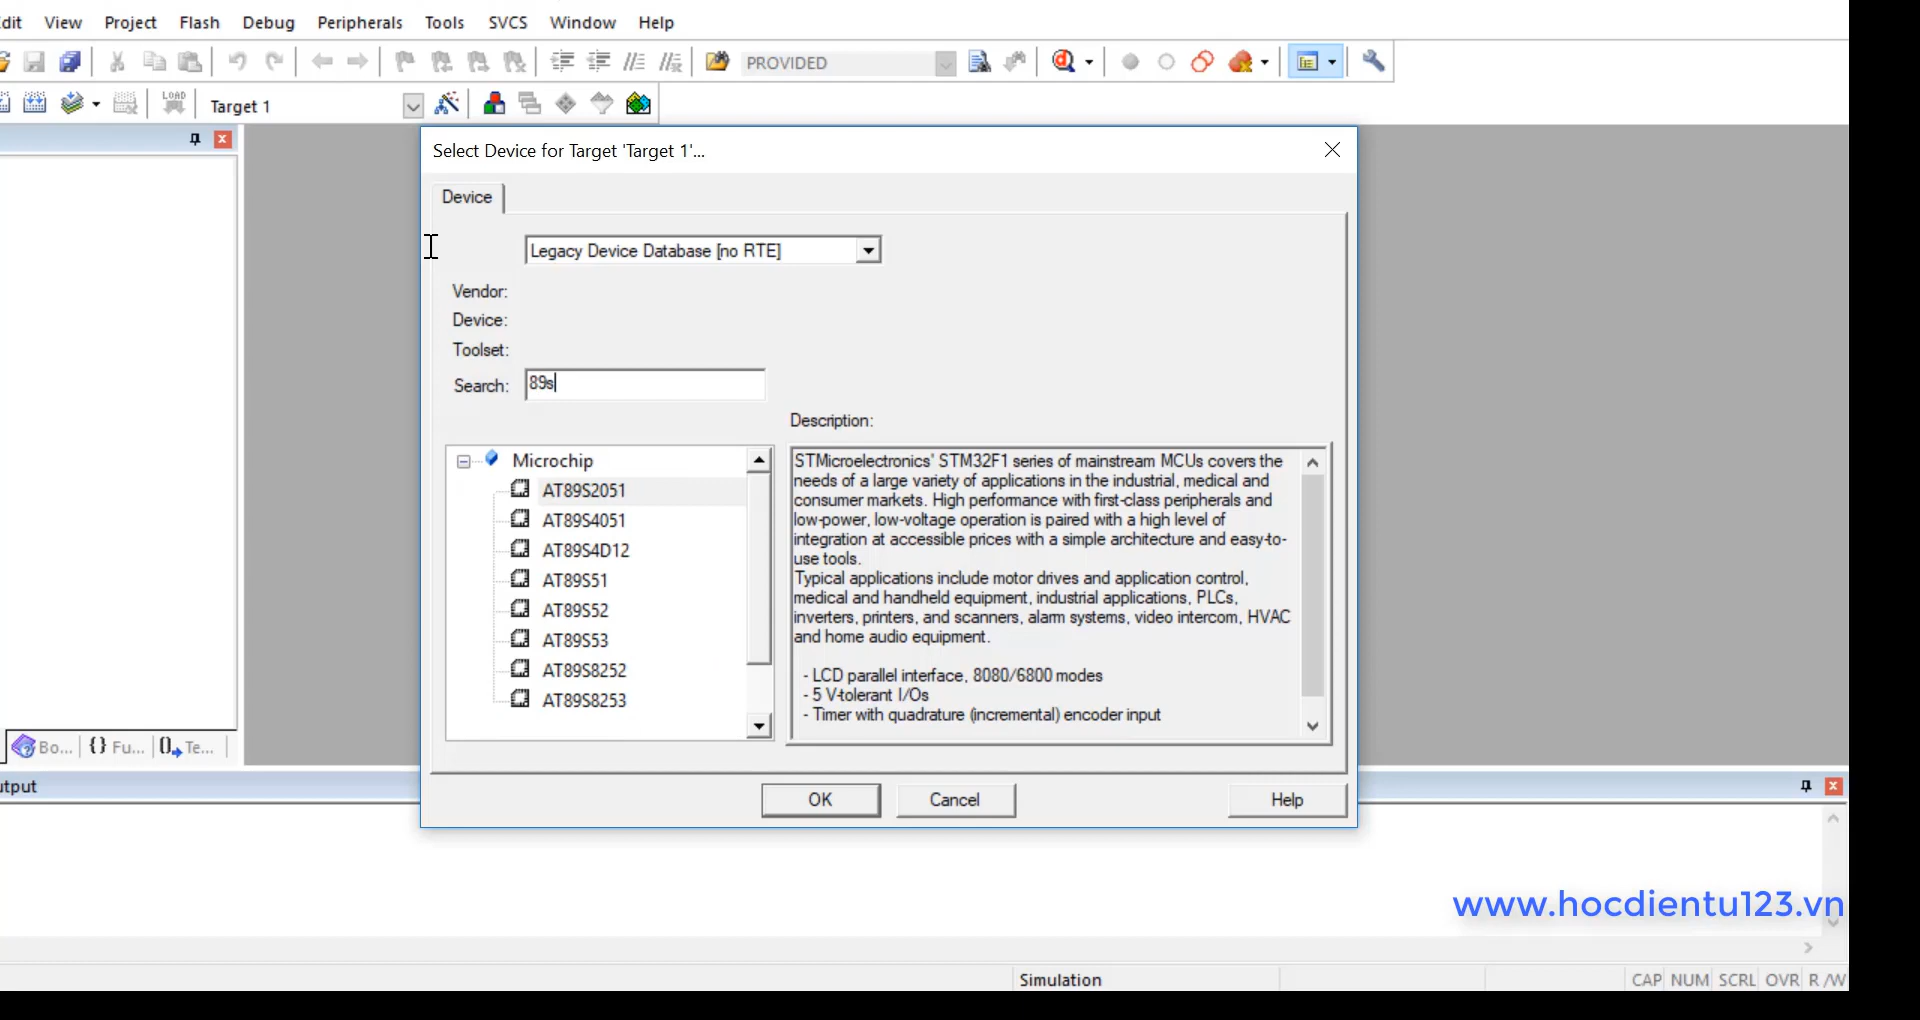 dit View Project Flash Debug Peripherals Tools SVCS Window Help
PROVIDED
LOAD
Target 1
Select Device for Target 'Target 1'...
Device
Legacy Device Database [no RTE]
Vendor:
Device:
Toolset:
Search: 89s
Description:
Microchip
AT89S2051
AT89S4051
AT89S4D12
AT89S51
AT89S52
AT89S53
AT89S8252
AT89S8253
STMicroelectronics' STM32F1 series of mainstream MCUs covers the
needs of a large variety of applications in the industrial, medical and
consumer markets. High performance with first-class peripherals and
low-power, low-voltage operation is paired with a high level of
integration at accessible prices with a simple architecture and easy-to-
use tools.
Typical applications include motor drives and application control,
medical and handheld equipment, industrial applications, PLCs,
inverters, printers, and scanners, alarm systems, video intercom, HVAC
and home audio equipment.
- LCD parallel interface, 8080/6800 modes
- 5 V-tolerant I/Os
- Timer with quadrature (incremental) encoder input
Bo... {} Fu... Te...
OK Cancel Help
utput
www.hocdientu123.vn
Simulation
CAP NUM SCRL OVR R/W